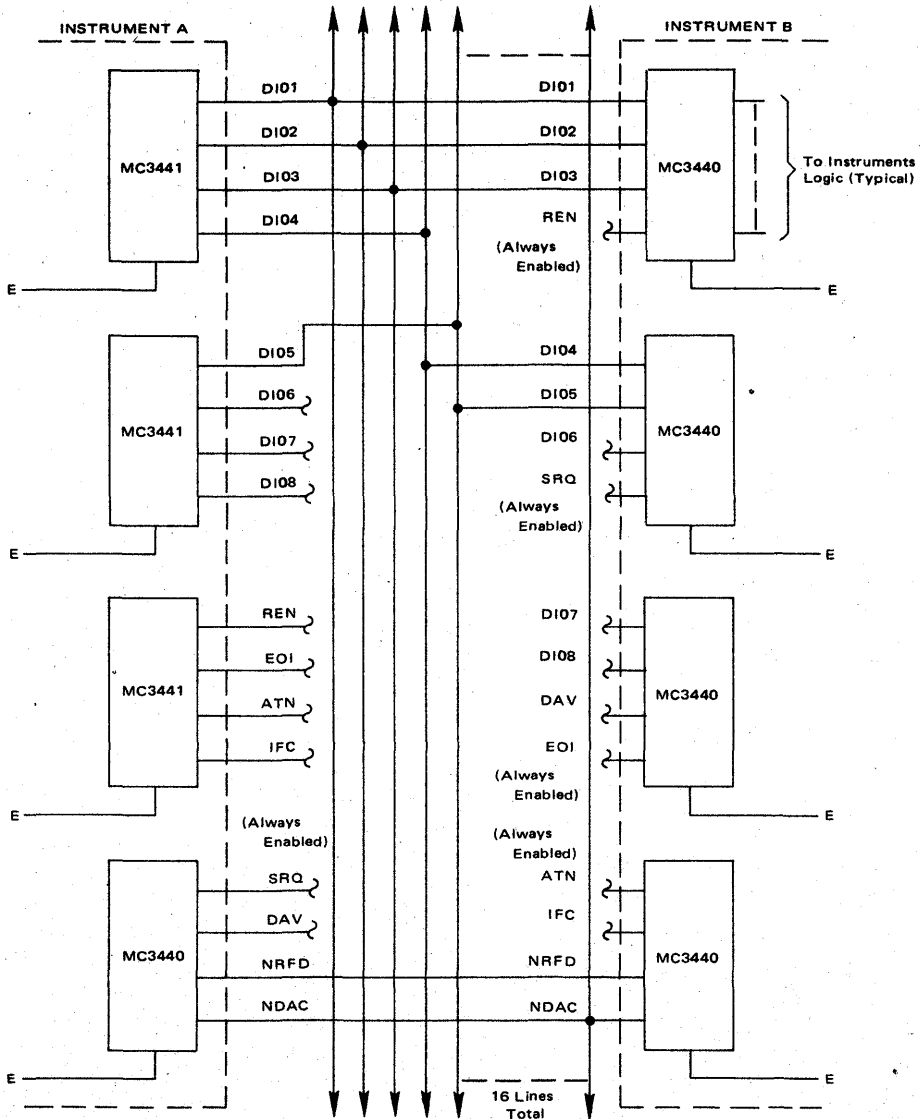 INSTRUMENT A
INSTRUMENT B
DI01
DI01
DI02
DI02
MC3441
MC3440
To Instruments
Logic (Typical)
DI03
DI03
DI04
REN
(Always
Enabled)
E
E
DI05
DI04
DI06
DI05
MC3441
MC3440
DI07
DI06
DI08
SRQ
(Always
Enabled)
E
E
REN
DI07
EOI
DI08
MC3441
MC3440
ATN
DAV
IFC
EOI
(Always
Enabled)
E
E
(Always
Enabled)
(Always
Enabled)
SRQ
ATN
DAV
IFC
MC3440
MC3440
NRFD
NRFD
NDAC
NDAC
E
E
16 Lines
Total